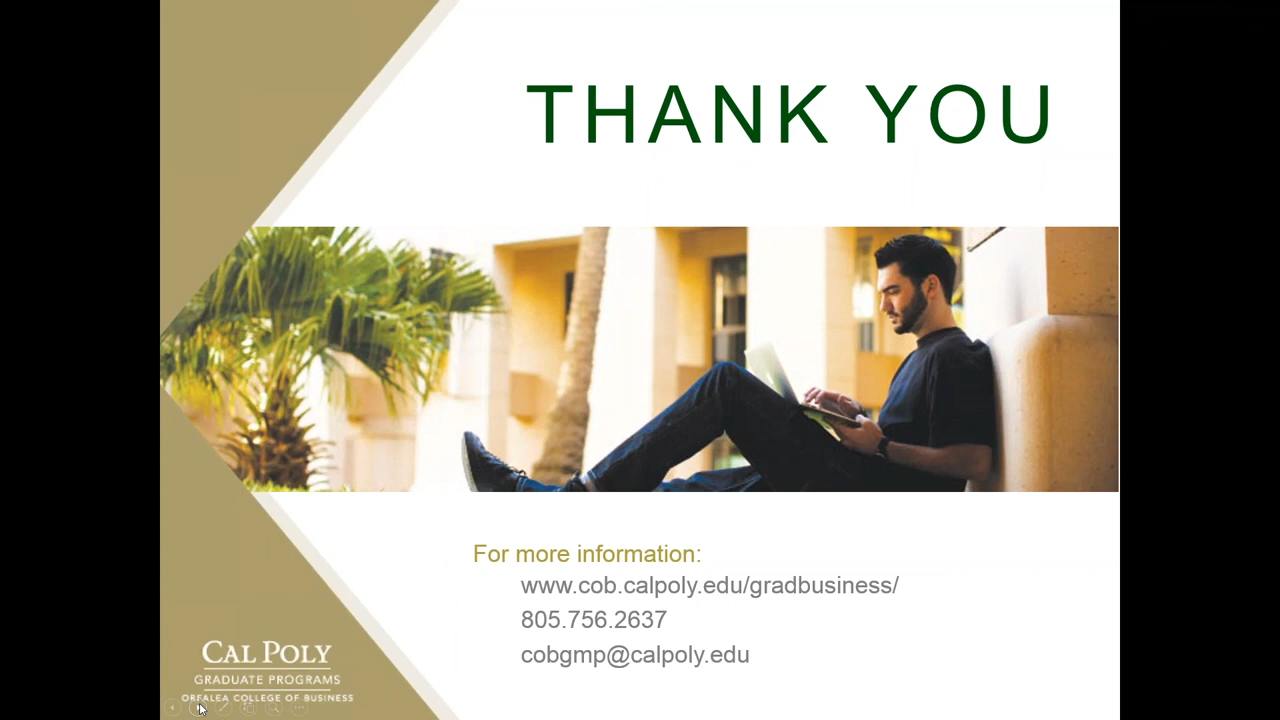 THANK YOU
For more information:
www.cob.calpoly.edu/gradbusiness/
805.756.2637
cobgmp@calpoly.edu
CAL POLY
GRADUATE PROGRAMS
ORFALEA COLLEGE OF BUSINESS